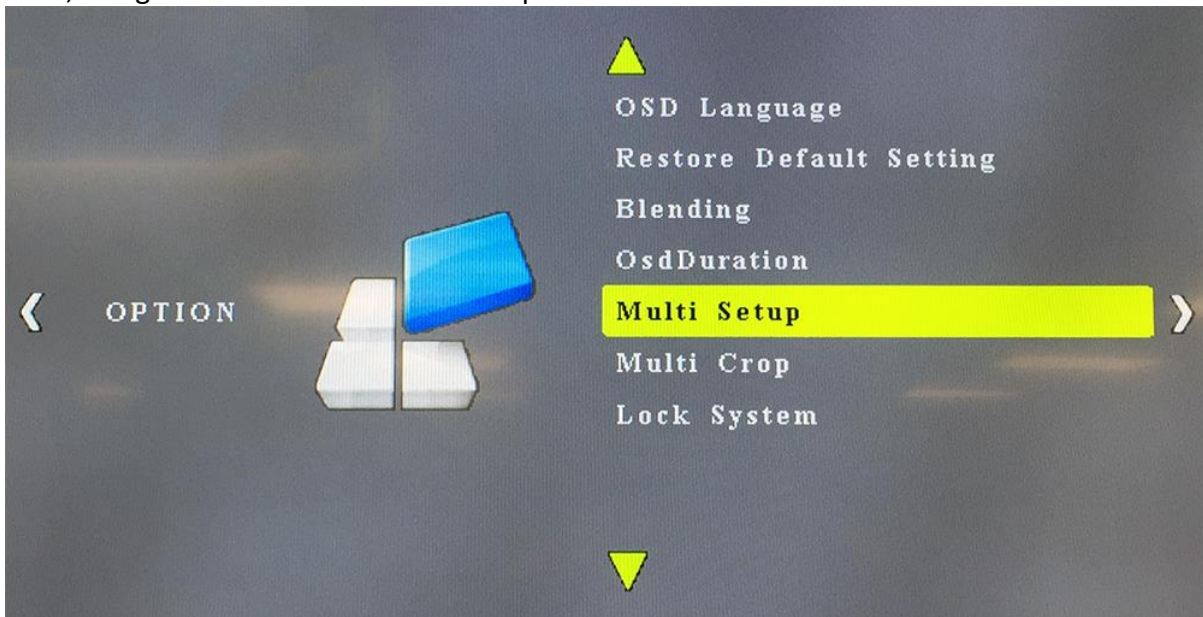 OSD Language
Restore Default Setting
Blending
OsdDuration
OPTION
Multi Setup
Multi Crop
Lock System